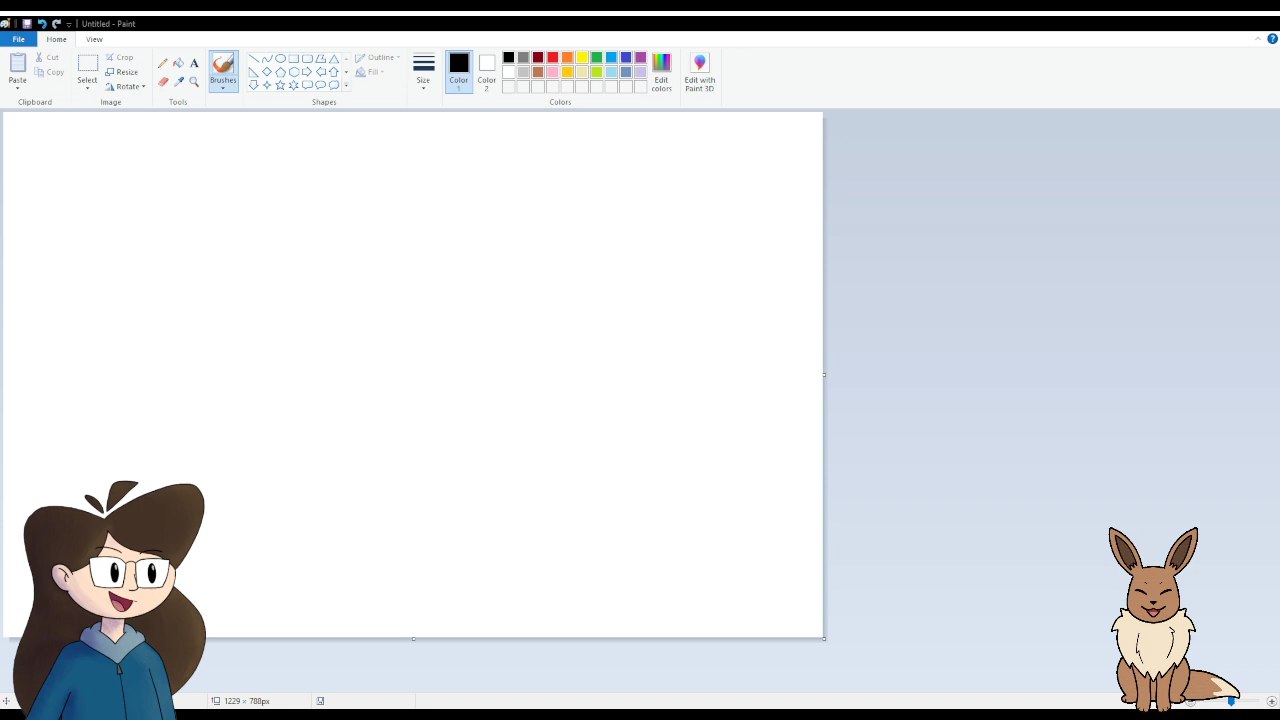 Untitled - Paint
File Home View
Paste
Cut
Copy
Clipboard
Select
Crop
Resize
Rotate
Image
A
Tools
Brushes
Outline
Fill
Shapes
Size
Color 1
Color 2
Edit colors
Colors
Edit with Paint 3D
1229 × 788px